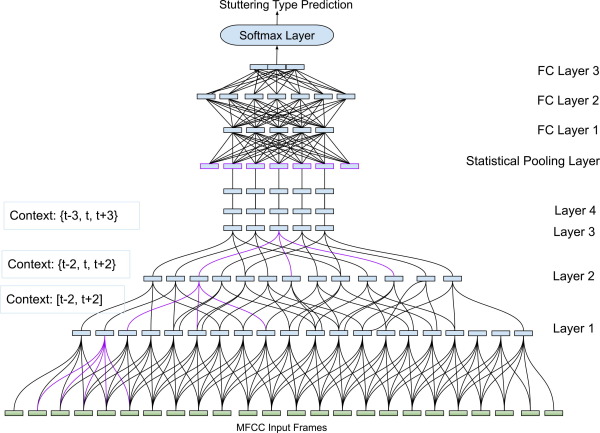 Stuttering Type Prediction
Softmax Layer
FC Layer 3
FC Layer 2
FC Layer 1
Statistical Pooling Layer
Context: {t-3, t, t+3}
Layer 4
Layer 3
Context: {t-2, t, t+2}
Layer 2
Context: [t-2, t+2]
Layer 1
MFCC Input Frames